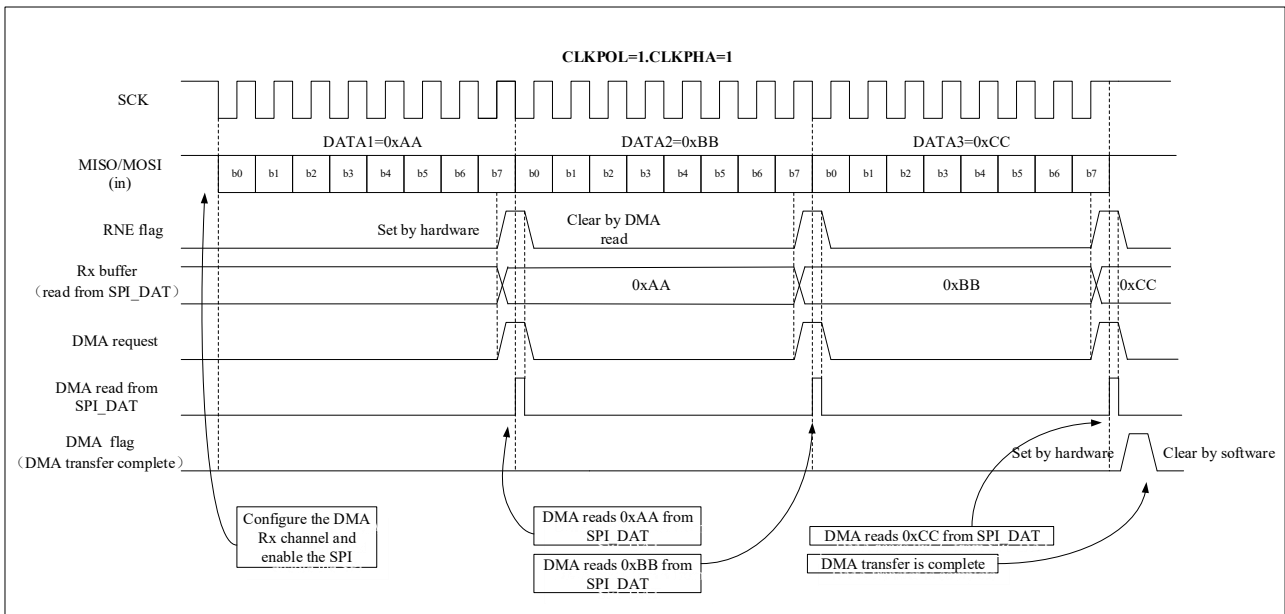 CLKPOL=1.CLKPHA=1
SCK
DATA1=0xAA DATA2=0xBB DATA3=0xCC
MISO/MOSI
(in)
b0 b1 b2 b3 b4 b5 b6 b7 b0 b1 b2 b3 b4 b5 b6 b7 b0 b1 b2 b3 b4 b5 b6 b7
RNE flag
Set by hardware
Clear by DMA
read
Rx buffer
（read from SPI_DAT）
0xAA 0xBB 0xCC
DMA request
DMA read from
SPI_DAT
DMA flag
（DMA transfer complete）
Set by hardware
Clear by software
Configure the DMA
Rx channel and
enable the SPI
DMA reads 0xAA from
SPI_DAT
DMA reads 0xBB from
SPI_DAT
DMA reads 0xCC from SPI_DAT
DMA transfer is complete